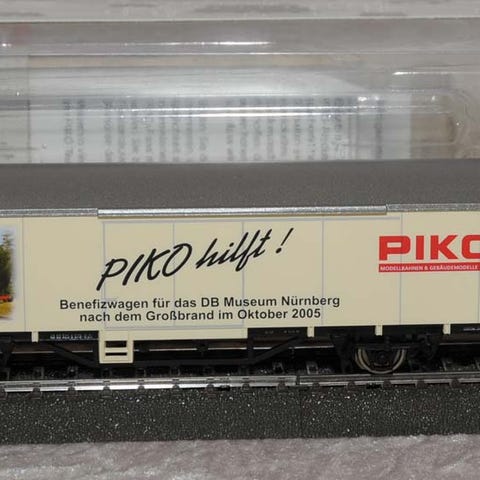 PIKO hilft!
Benefizwagen für das DB Museum Nürnberg
nach dem Großbrand im Oktober 2005
PIKO
MODELLBAHNEN & GEBÄUDEMODELLE